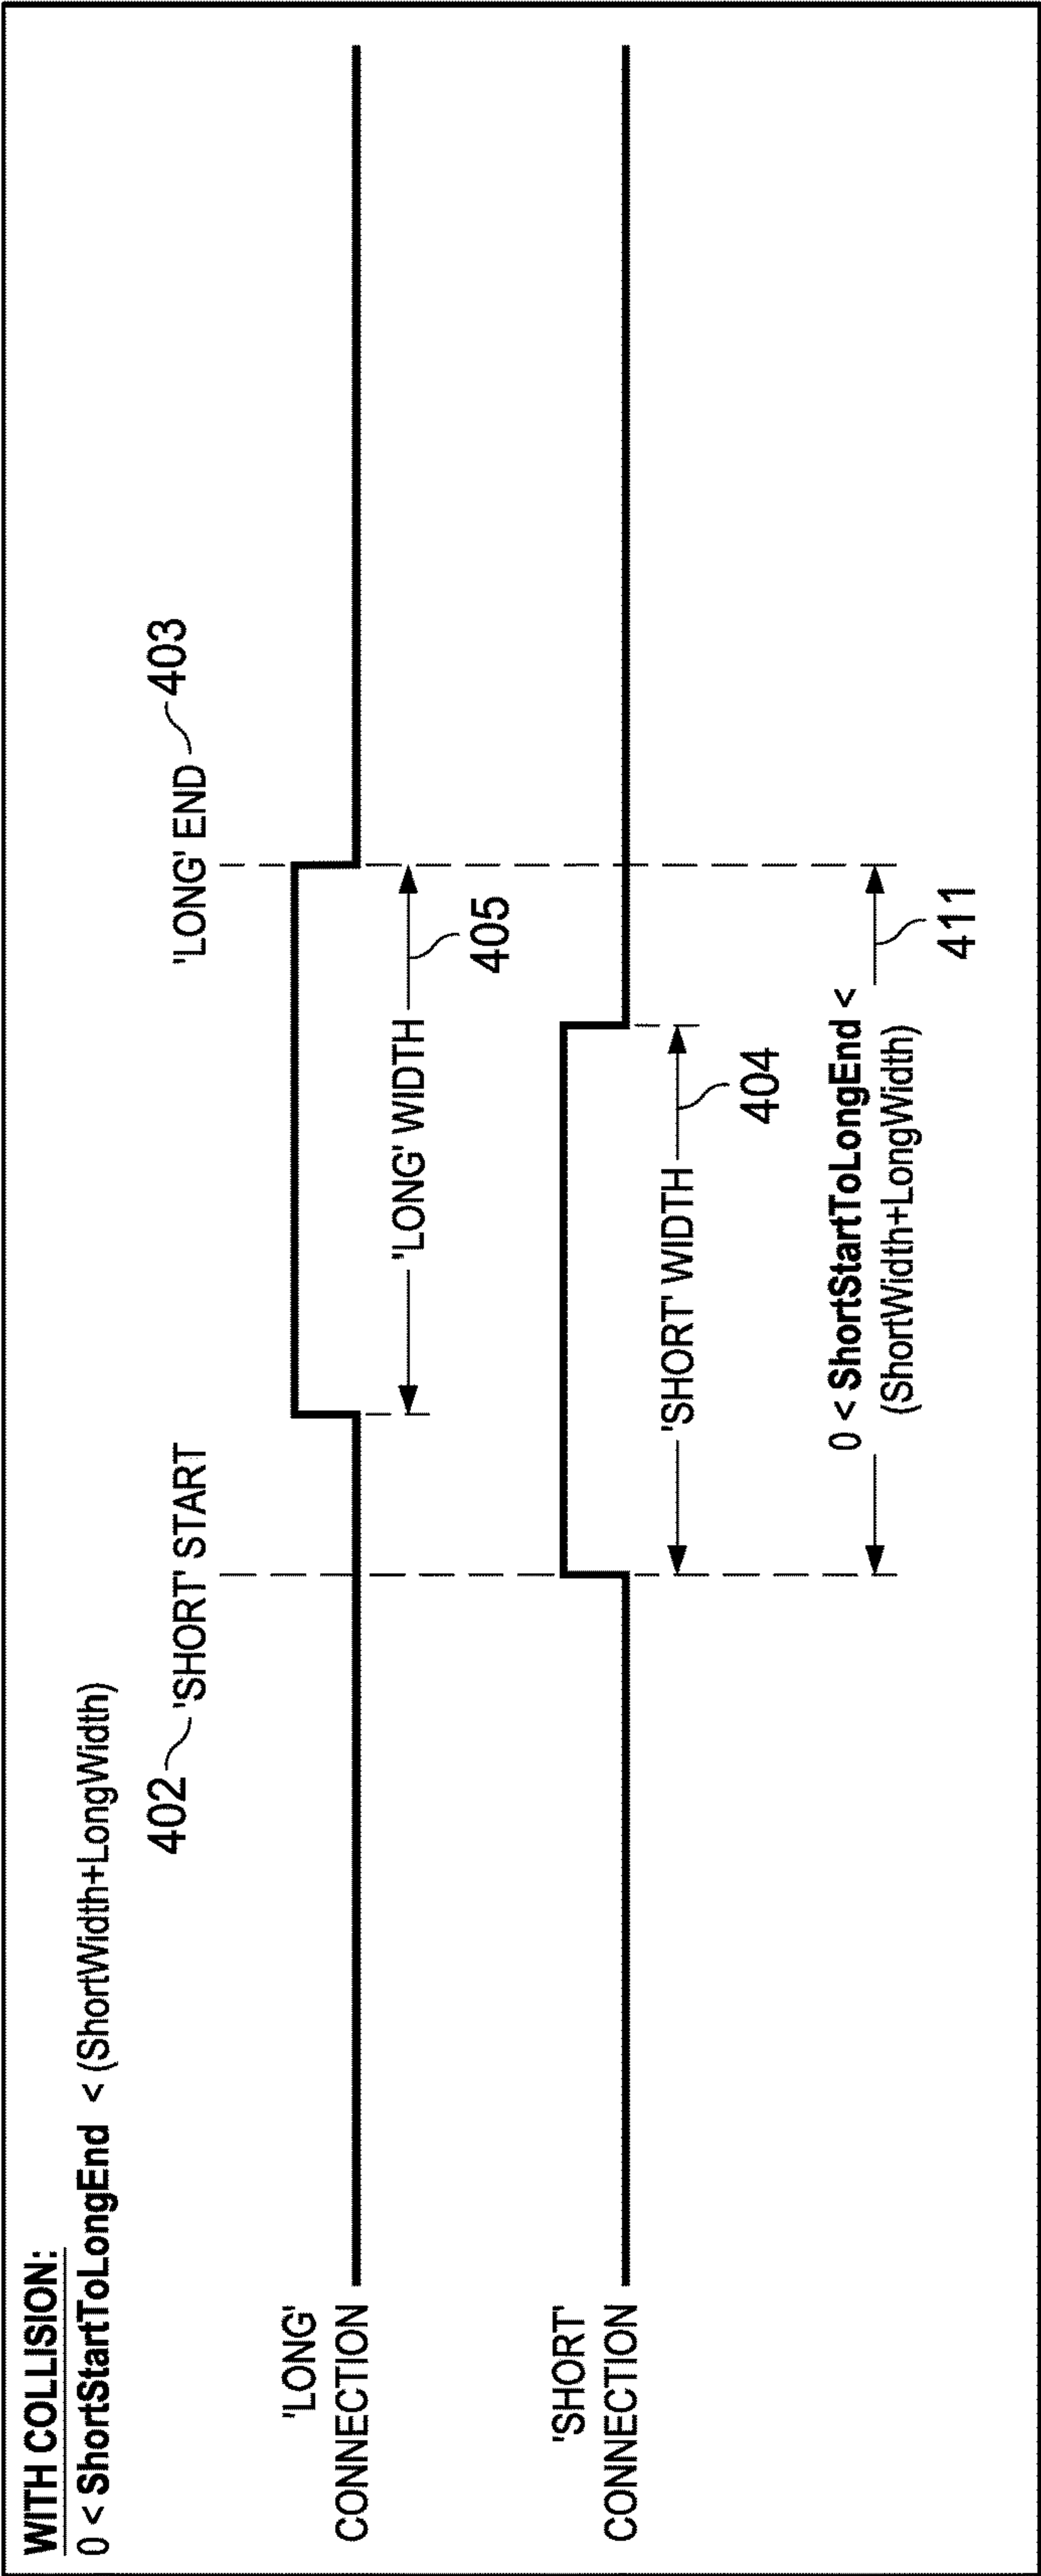 WITH COLLISION:
0 < ShortStartToLongEnd < (ShortWidth+LongWidth)
402 'SHORT' START
'LONG' END 403
'LONG'
CONNECTION
'LONG' WIDTH
405
'SHORT'
CONNECTION
'SHORT' WIDTH
404
0 < ShortStartToLongEnd <
(ShortWidth+LongWidth)
411